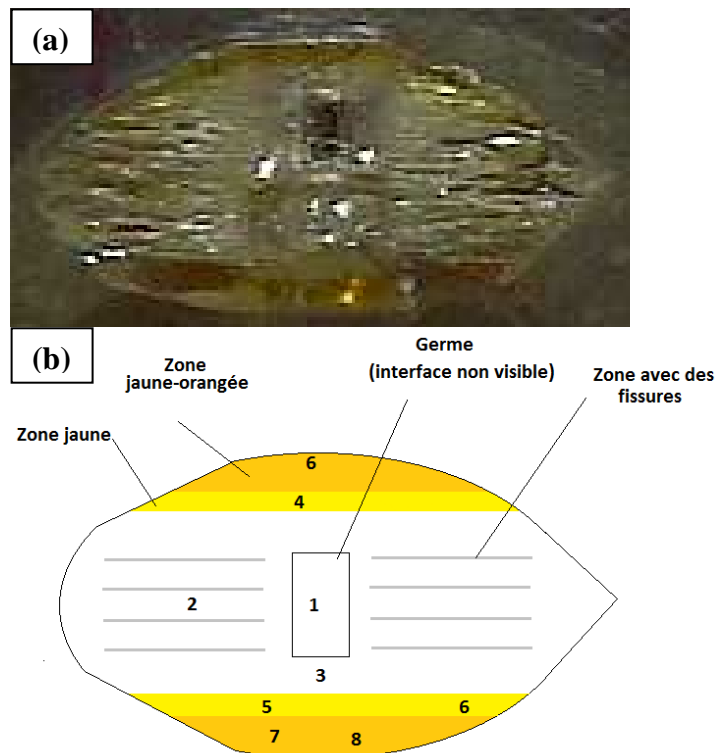 (a)
(b)
Zone
jaune-orangée
Germe
(interface non visible)
Zone avec des
fissures
Zone jaune
6
4
2
1
3
5
6
7
8